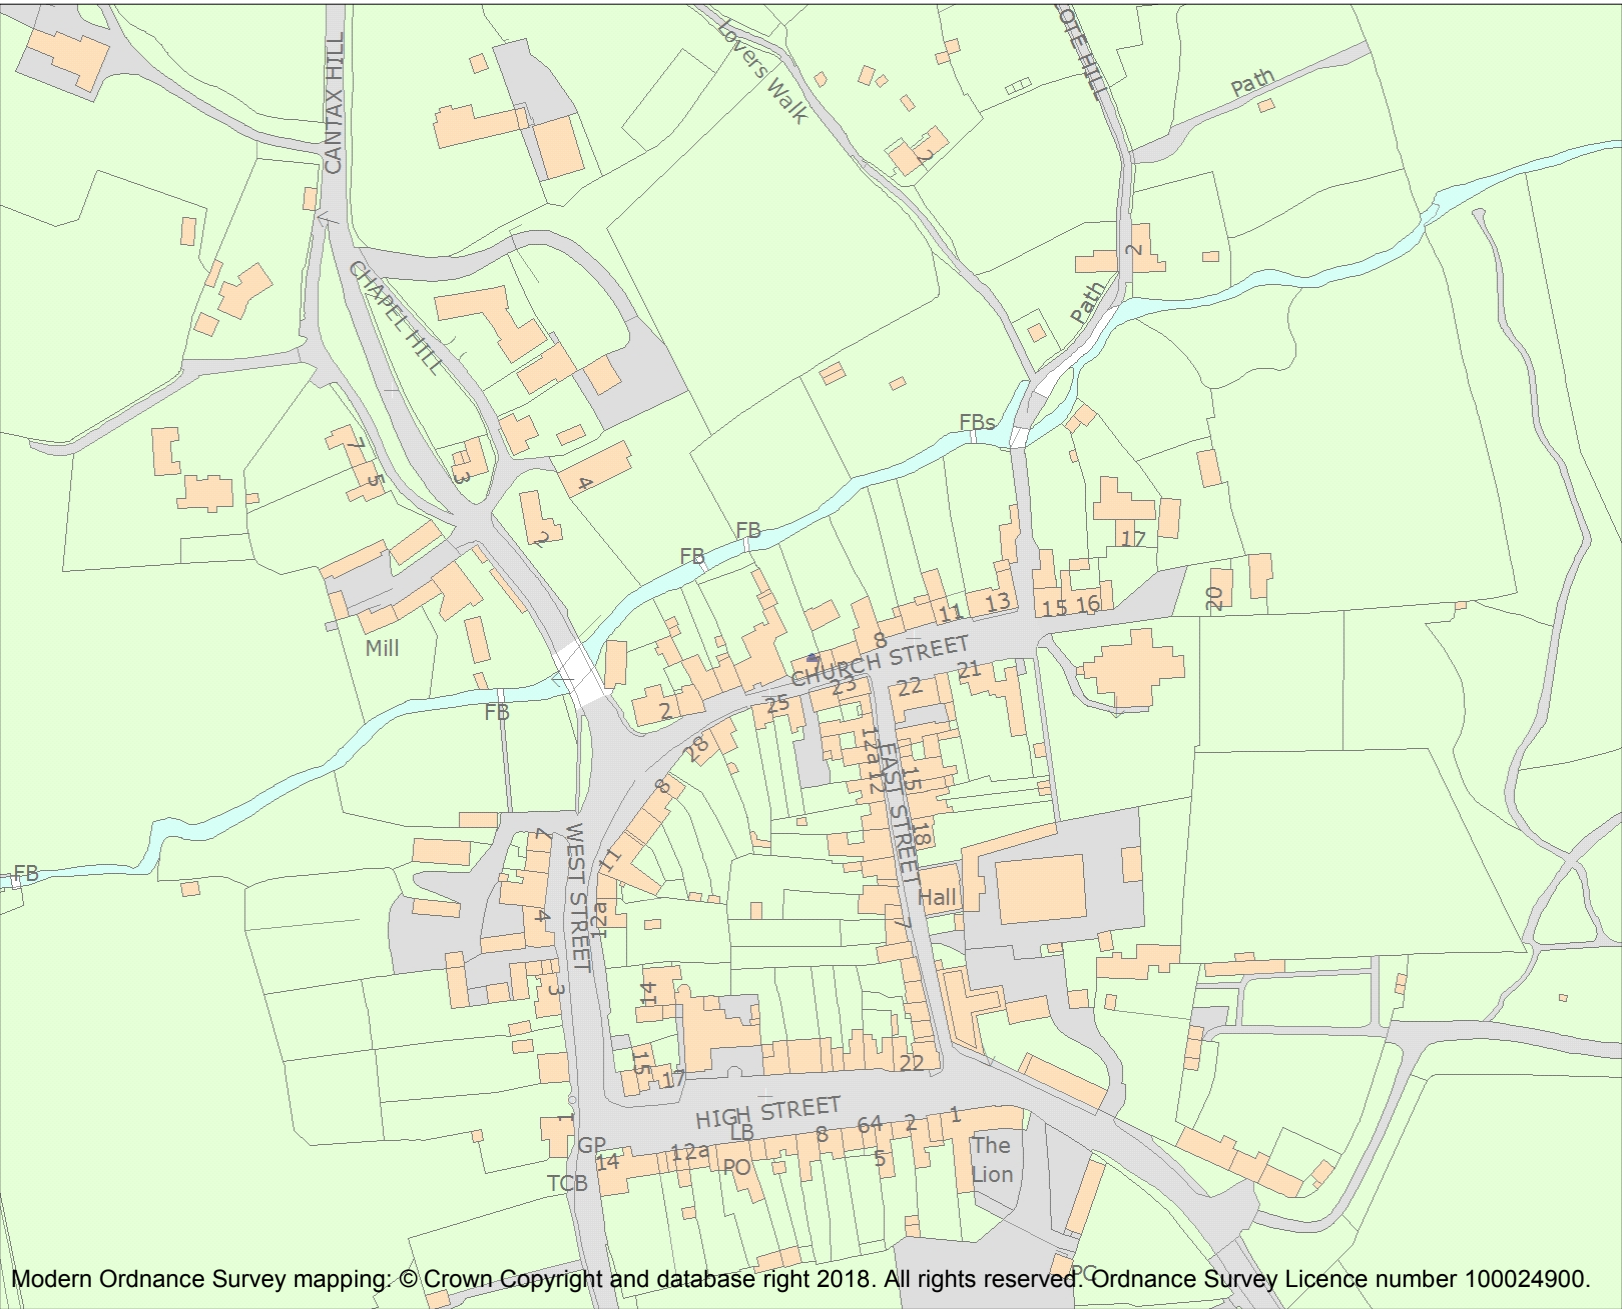 CANTAX HILL
Lovers Walk
OTE HILL
Path
2
2
Path
CHAPEL HILL
FBs
7
5
3
4
2
FB
FB
17
20
15
16
13
11
8
CHURCH STREET
Mill
FB
2
25
23
22
21
28
12a
12
EAST STREET
15
18
8
11
Hall
7
FB
WEST STREET
4
12a
3
14
15
17
22
HIGH STREET
1
GP
14
TCB
12a
LB
PO
8
64
5
2
1
The
Lion
PC
Modern Ordnance Survey mapping: © Crown Copyright and database right 2018. All rights reserved. Ordnance Survey Licence number 100024900.